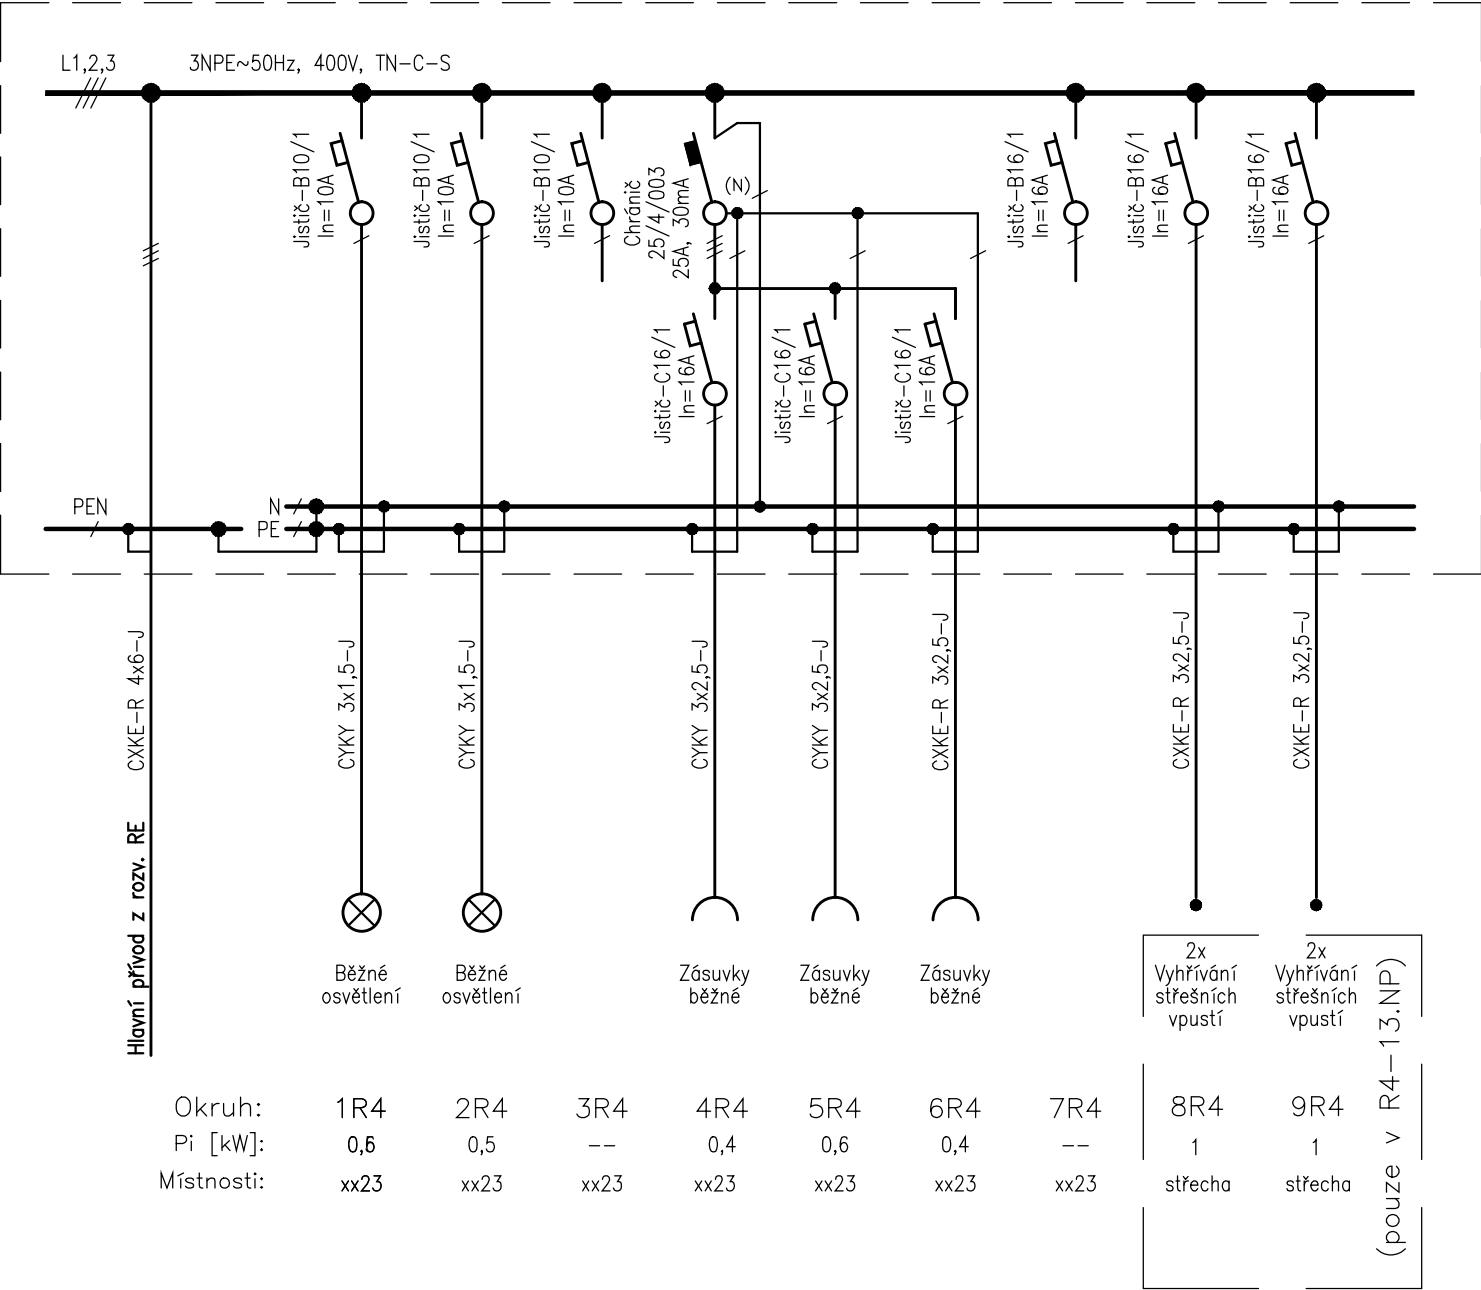 L1,2,3
3NPE~50Hz, 400V, TN-C-S
Jistič-B10/1
In=10A
Jistič-B10/1
In=10A
Jistič-B10/1
In=10A
Chránič
25/4/003
25A, 30mA
(N)
Jistič-B16/1
In=16A
Jistič-B16/1
In=16A
Jistič-B16/1
In=16A
Jistič-C16/1
In=16A
Jistič-C16/1
In=16A
Jistič-C16/1
In=16A
PEN
N
PE
CXKE-R 4x6-J
Hlavní přívod z rozv. RE
CYKY 3x1,5-J
CYKY 3x1,5-J
CYKY 3x2,5-J
CYKY 3x2,5-J
CXKE-R 3x2,5-J
CXKE-R 3x2,5-J
CXKE-R 3x2,5-J
Běžné
osvětlení
Běžné
osvětlení
Zásuvky
běžné
Zásuvky
běžné
Zásuvky
běžné
2x
Vyhřívání
střešních
vpustí
2x
Vyhřívání
střešních
vpustí
(pouze v R4-13.NP)
Okruh: 1R4 2R4 3R4 4R4 5R4 6R4 7R4 8R4 9R4
Pi [kW]: 0,5 -- 0,4 0,6 0,4 -- 1 1
Místnosti: xx23 xx23 xx23 xx23 xx23 xx23 xx23 střecha střecha